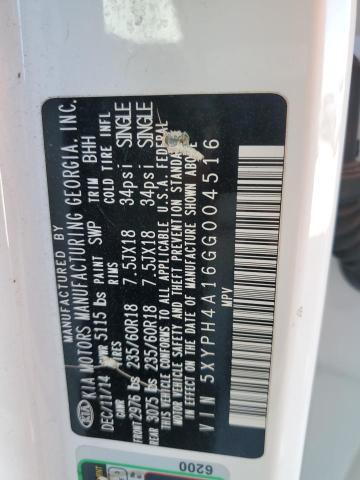 MANUFACTURED BY
KIA KIA MOTORS MANUFACTURING GEORGIA, INC.
DEC/11/14 GVWR 5115 lbs PAINT SWP TRIM BHH
GAWR TIRES RIMS COLD TIRE INFL
FRONT 2976 lbs 235/60R18 7.5JX18 34psi SINGLE
REAR 3075 lbs 235/60R18 7.5JX18 34psi SINGLE
THIS VEHICLE CONFORMS TO ALL APPLICABLE U.S.A. FEDERAL
MOTOR VEHICLE SAFETY STANDARDS
IN EFFECT ON THE DATE OF MANUFACTURE SHOWN ABOVE
VIN 5XYPH4A16GG004516
MPV
6200